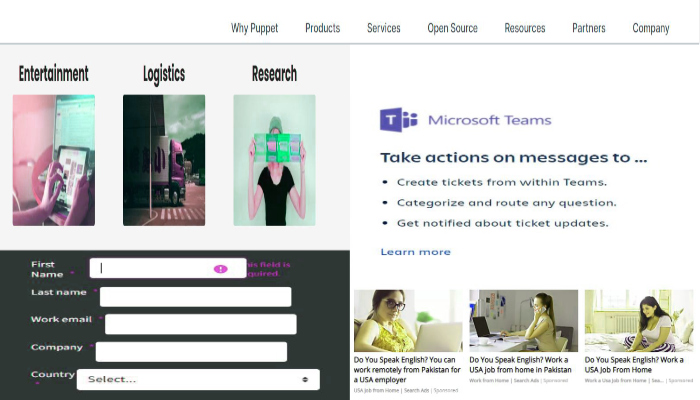 Why Puppet Products Services Open Source Resources Partners Company
Entertainment Logistics Research
Microsoft Teams
Take actions on messages to ...
• Create tickets from within Teams.
• Categorize and route any question.
• Get notified about ticket updates.
Learn more
First
Name *
field is
Last name *
Work email *
Company *
Country
*
Select...
Do You Speak English? You can
work remotely from Pakistan for
a USA employer
USA Job From Home | Search Ads | Sponsored
Do You Speak English? Work a
USA job from home in Pakistan
Work from Home | Search Ads | Sponsored
Do You Speak English? Work a
USA Job From Home
Work a Usa Job from Home | Sea... | Sponsored